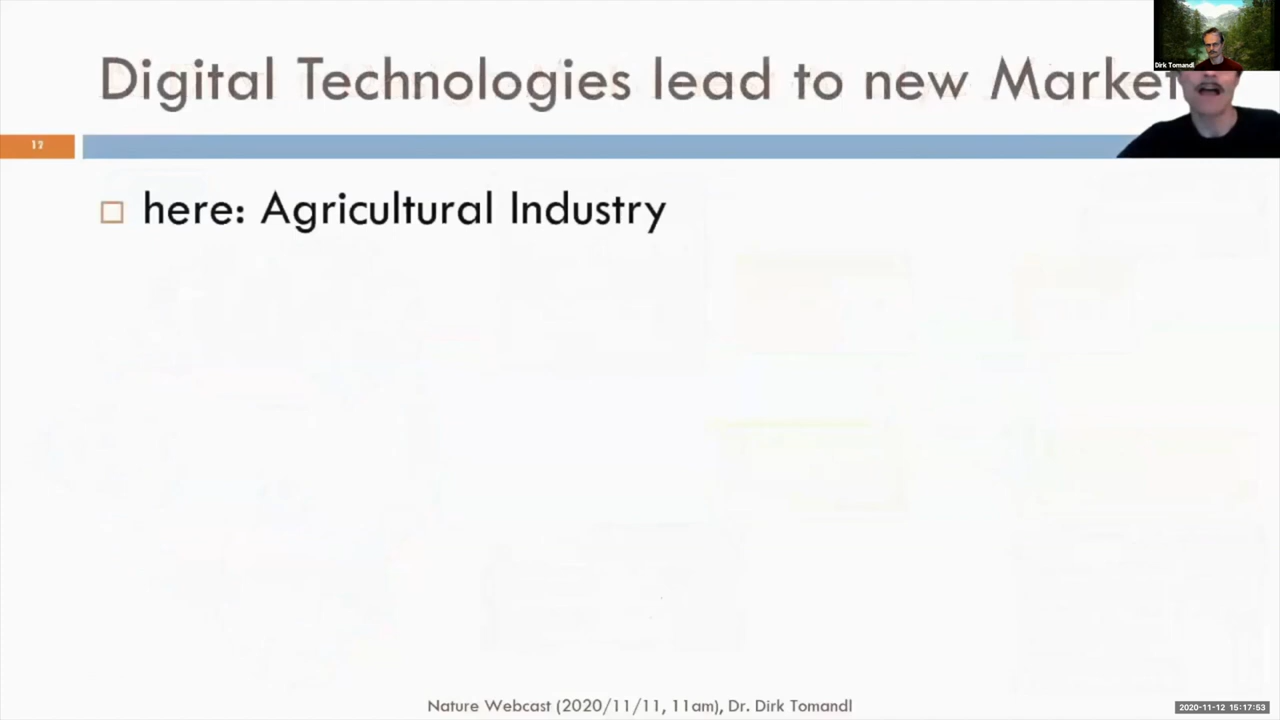 Digital Technologies lead to new Market
Dirk Tomandl
12
here: Agricultural Industry
Nature Webcast (2020/11/11, 11am), Dr. Dirk Tomandl
2020-11-12 15:17:53